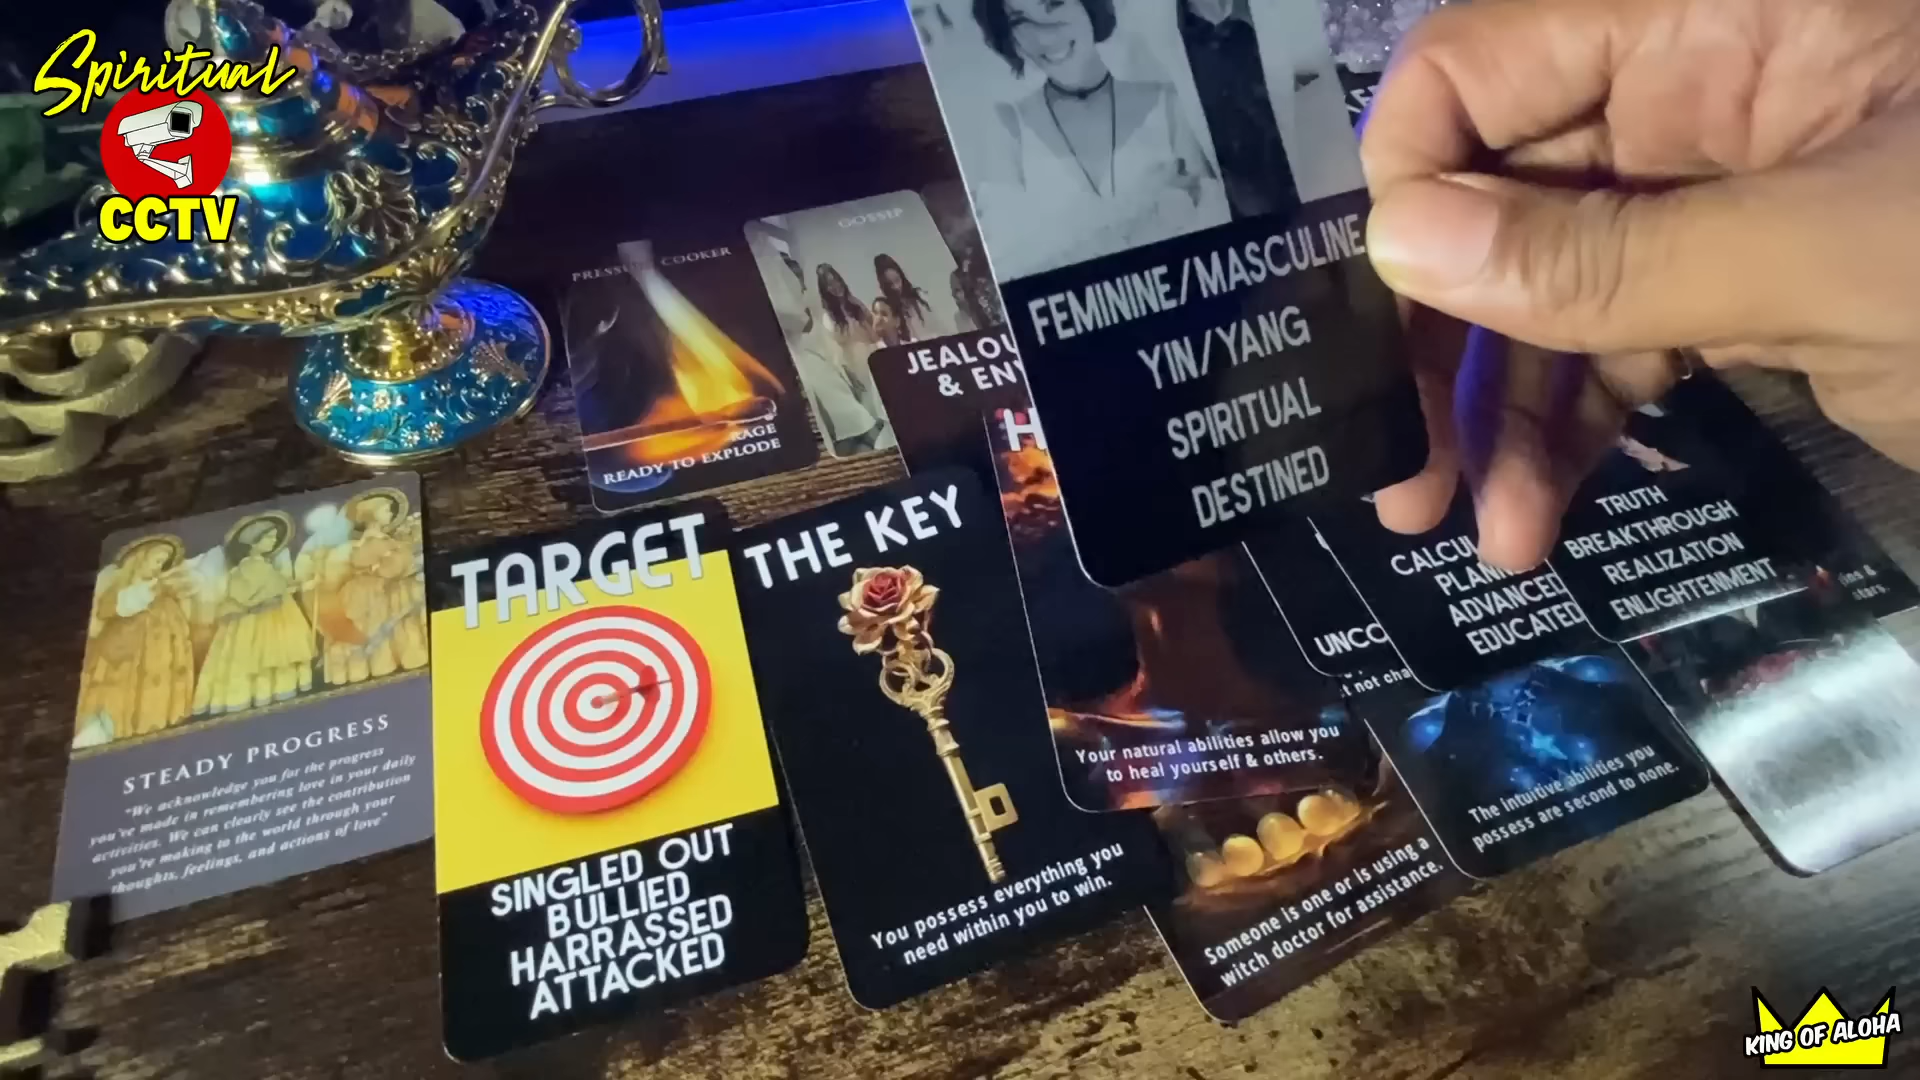 Spiritual
CCTV
PRESSURE COOKER
RAGE
READY TO EXPLODE
GOSSIP
JEALOU
& ENV
FEMININE/MASCULINE
YIN/YANG
SPIRITUAL
DESTINED
STEADY PROGRESS
"We acknowledge you for the progress
you've made in remembering love in your daily
activities. We can clearly see the contribution
you're making to the world through your
thoughts, feelings, and actions of love"
TARGET
SINGLED OUT
BULLIED
HARRASSED
ATTACKED
THE KEY
You possess everything you
need within you to win.
H
Your natural abilities allow you
to heal yourself & others.
Someone is one or is using a
witch doctor for assistance.
UNCO
not cha
CALCUL
PLANN
ADVANCED
EDUCATED
The intuitive abilities you
possess are second to none.
TRUTH
BREAKTHROUGH
REALIZATION
ENLIGHTENMENT
KING OF ALOHA